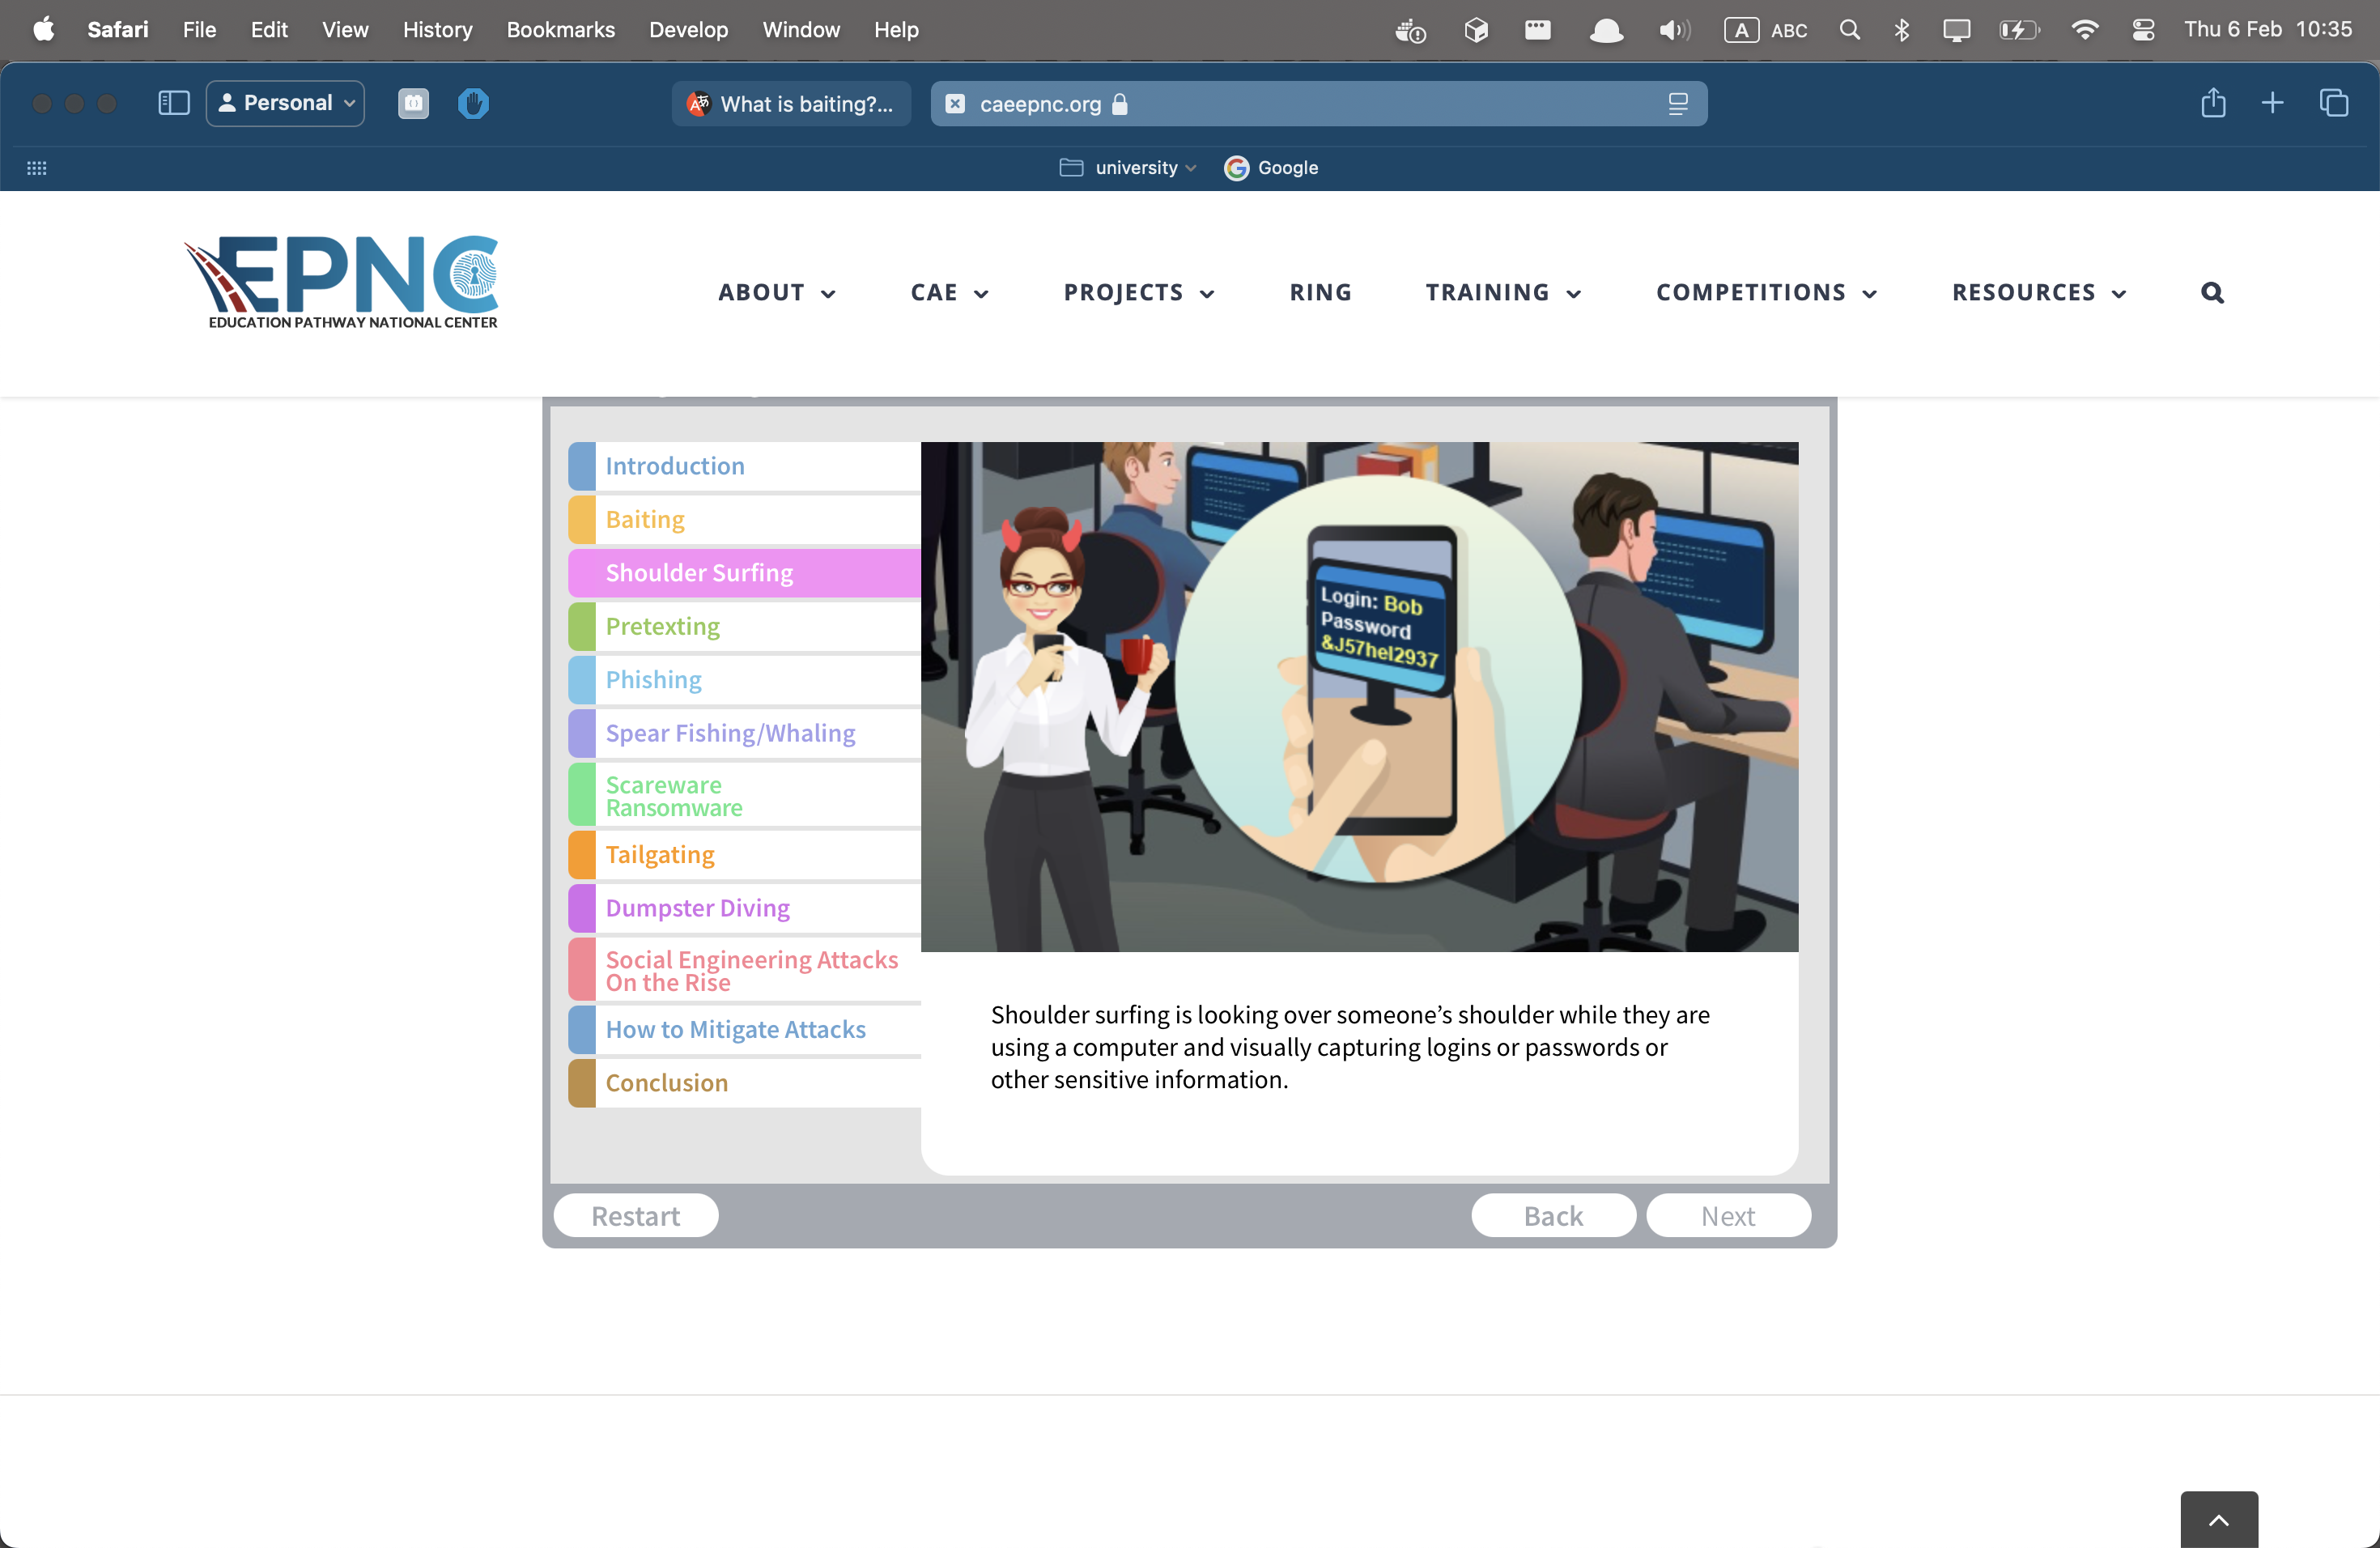 Safari File Edit View History Bookmarks Develop Window Help A ABC Thu 6 Feb 10:35
Personal What is baiting?... caeepnc.org
university Google
EPNC
EDUCATION PATHWAY NATIONAL CENTER
ABOUT CAE PROJECTS RING TRAINING COMPETITIONS RESOURCES
Introduction
Baiting
Shoulder Surfing
Pretexting
Phishing
Spear Fishing/Whaling
Scareware
Ransomware
Tailgating
Dumpster Diving
Social Engineering Attacks
On the Rise
How to Mitigate Attacks
Conclusion
Login: Bob
Password
&J57hel2937
Shoulder surfing is looking over someone’s shoulder while they are
using a computer and visually capturing logins or passwords or
other sensitive information.
Restart Back Next